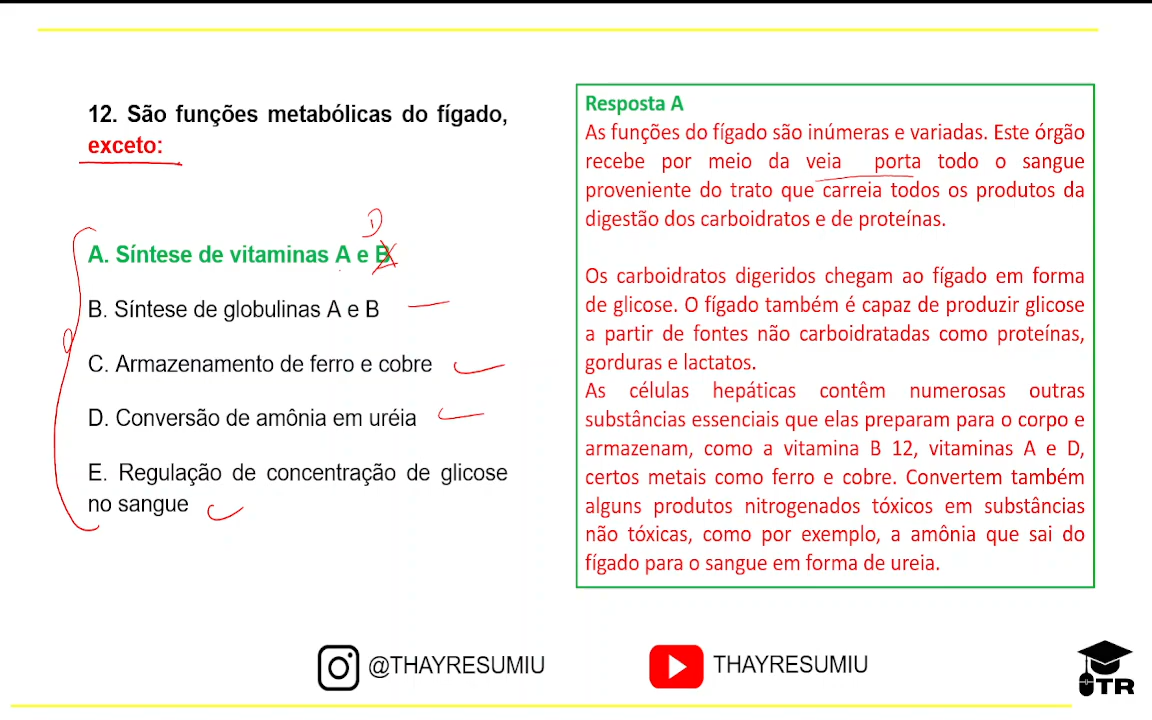 12. São funções metabólicas do fígado,
exceto:
D
A. Síntese de vitaminas A e B
B. Síntese de globulinas A e B
C. Armazenamento de ferro e cobre
D. Conversão de amônia em uréia
E. Regulação de concentração de glicose
no sangue
Resposta A
As funções do fígado são inúmeras e variadas. Este órgão
recebe por meio da veia porta todo o sangue
proveniente do trato que carreia todos os produtos da
digestão dos carboidratos e de proteínas.
Os carboidratos digeridos chegam ao fígado em forma
de glicose. O fígado também é capaz de produzir glicose
a partir de fontes não carboidratadas como proteínas,
gorduras e lactatos.
As células hepáticas contêm numerosas outras
substâncias essenciais que elas preparam para o corpo e
armazenam, como a vitamina B 12, vitaminas A e D,
certos metais como ferro e cobre. Convertem também
alguns produtos nitrogenados tóxicos em substâncias
não tóxicas, como por exemplo, a amônia que sai do
fígado para o sangue em forma de ureia.
@THAYRESUMIU
THAYRESUMIU
TR